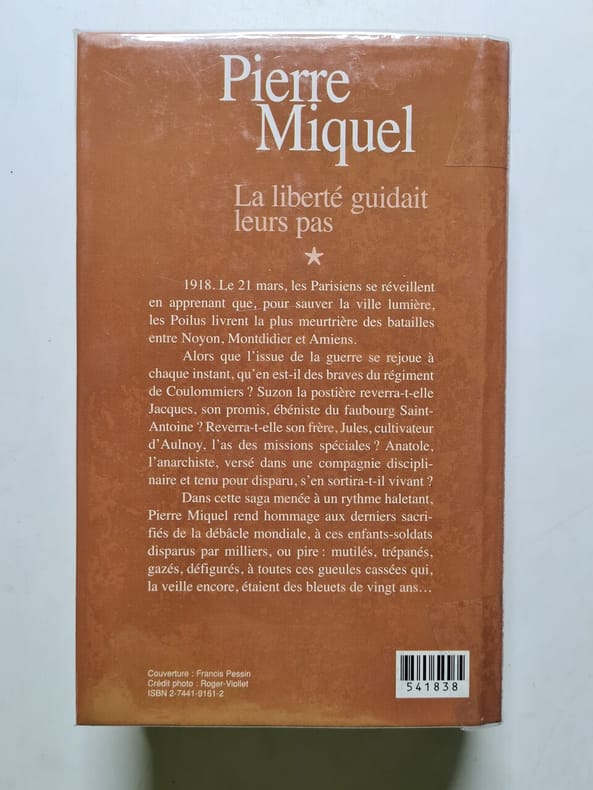 Pierre
Miquel
La liberté guidait
leurs pas
★
1918. Le 21 mars, les Parisiens se réveillent
en apprenant que, pour sauver la ville lumière,
les Poilus livrent la plus meurtrière des batailles
entre Noyon, Montdidier et Amiens.
Alors que l'issue de la guerre se rejoue à
chaque instant, qu'en est-il des braves du régiment
de Coulommiers ? Suzon la postière reverra-t-elle
Jacques, son promis, ébéniste du faubourg Saint-
Antoine ? Reverra-t-elle son frère, Jules, cultivateur
d'Aulnoy, l'as des missions spéciales ? Anatole,
l'anarchiste, versé dans une compagnie discipli-
naire et tenu pour disparu, s'en sortira-t-il vivant ?
Dans cette saga menée à un rythme haletant,
Pierre Miquel rend hommage aux derniers sacri-
fiés de la débâcle mondiale, à ces enfants-soldats
disparus par milliers, ou pire : mutilés, trépanés,
gazés, défigurés, à toutes ces gueules cassées qui,
la veille encore, étaient des bleuets de vingt ans…
Couverture : Francis Pessin
Crédit photo : Roger-Viollet
ISBN 2-7441-9161-2
541838